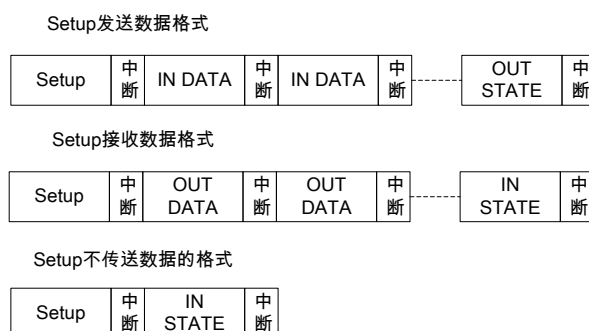 Setup发送数据格式
Setup 中断 IN DATA 中断 IN DATA 中断 OUT STATE 中断
Setup接收数据格式
Setup 中断 OUT DATA 中断 OUT DATA 中断 IN STATE 中断
Setup不传送数据的格式
Setup 中断 IN STATE 中断